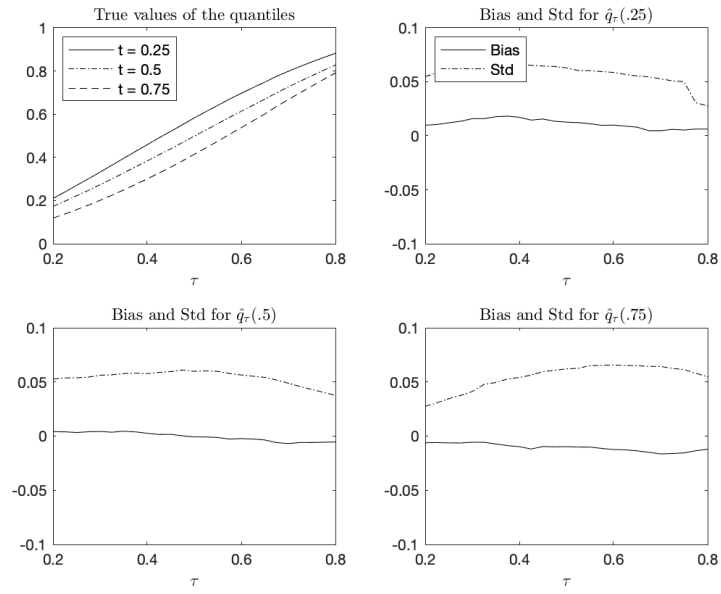 True values of the quantiles
1
0.8
0.6
0.4
0.2
0
t = 0.25
t = 0.5
t = 0.75
0.2 0.4 0.6 0.8
τ
Bias and Std for q̂τ(.25)
0.1
0.05
0
-0.05
-0.1
Bias
Std
0.2 0.4 0.6 0.8
τ
Bias and Std for q̂τ(.5)
0.1
0.05
0
-0.05
-0.1
0.2 0.4 0.6 0.8
τ
Bias and Std for q̂τ(.75)
0.1
0.05
0
-0.05
-0.1
0.2 0.4 0.6 0.8
τ